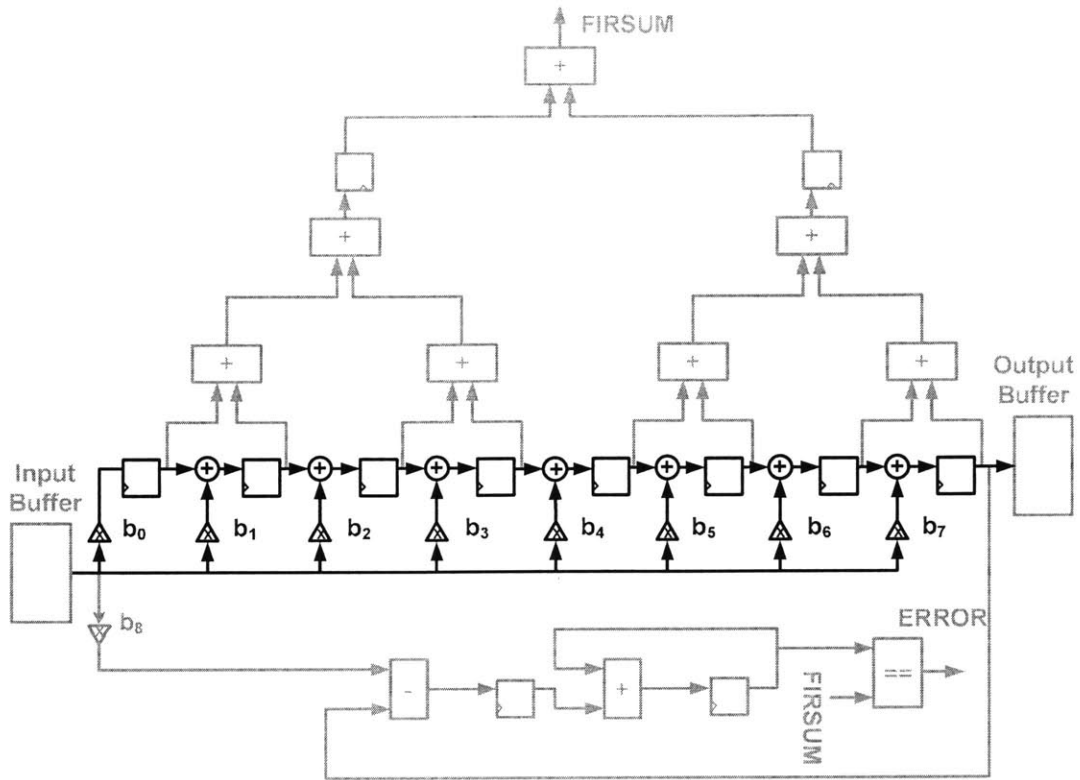 FIRSUM
+
+
+
+
+
+
+
Output
Buffer
Input
Buffer
+
+
+
+
+
+
+
b₀
b₁
b₂
b₃
b₄
b₅
b₆
b₇
b₈
ERROR
-
+
==
FIRSUM